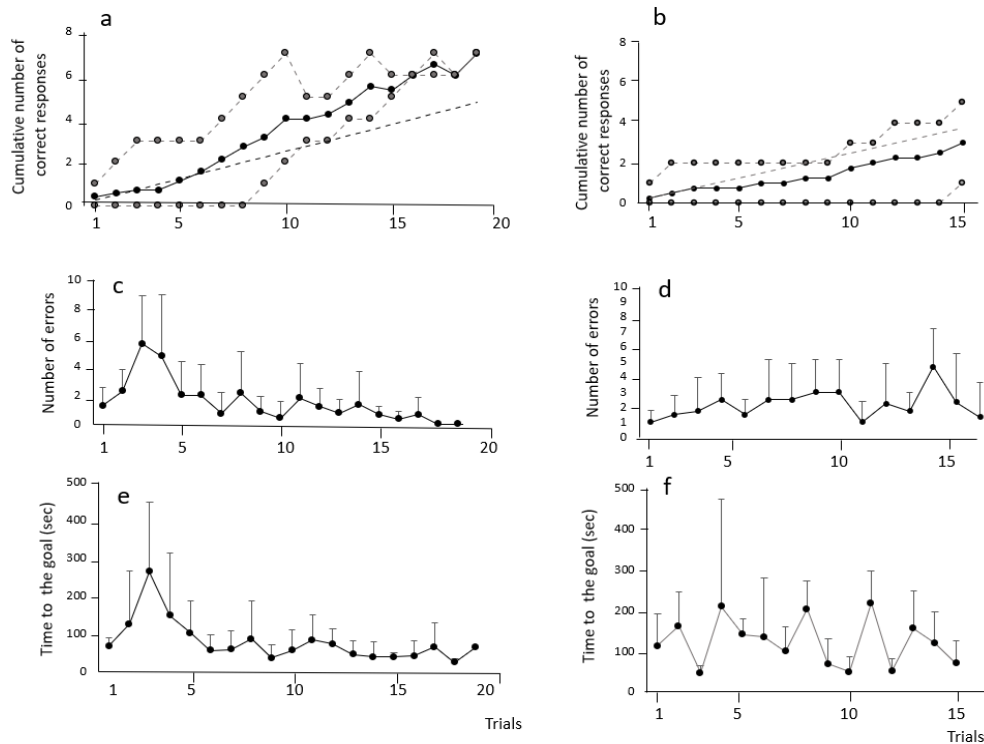 a
Cumulative number of
correct responses
8
6
4
2
0
1 5 10 15 20
b
Cumulative number of
correct responses
8
6
4
2
0
1 5 10 15
c
Number of errors
10
8
6
4
2
0
1 5 10 15 20
d
Number of errors
10
9
8
7
6
5
4
3
2
1
0
1 5 10 15
e
Time to the goal (sec)
500
400
300
200
100
0
1 5 10 15 20
Trials
f
Time to the goal (sec)
500
400
300
200
100
0
1 5 10 15
Trials